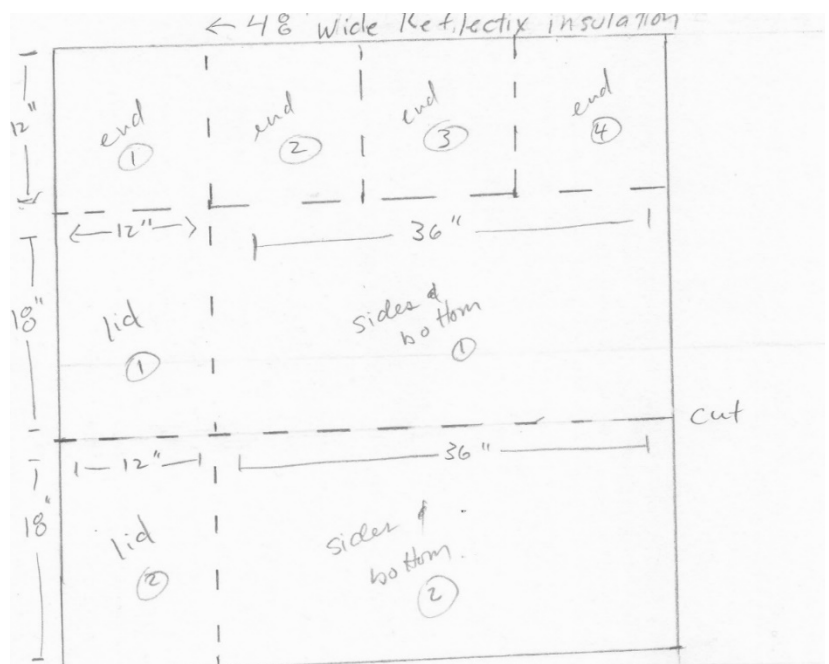 ← 48" wide Reflectix insulation
12"
end
①
end
②
end
③
end
④
←12"→
36"
18"
lid
①
sides &
bottom
①
cut
12"
36"
18"
lid
②
sides &
bottom
②